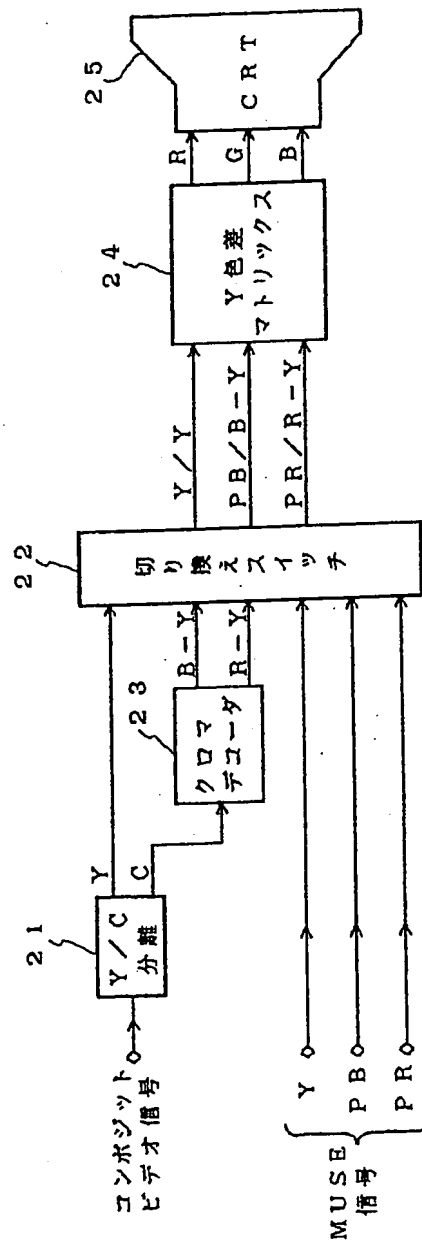 コンポジット
ビデオ信号
21
Y/C
分離
Y
C
23
クロマ
デコーダ
B-Y
R-Y
22
切り換えスイッチ
MUSE
信号
Y
PB
PR
Y/Y
PB/B-Y
PR/R-Y
24
Y色差
マトリックス
R
G
B
25
CRT